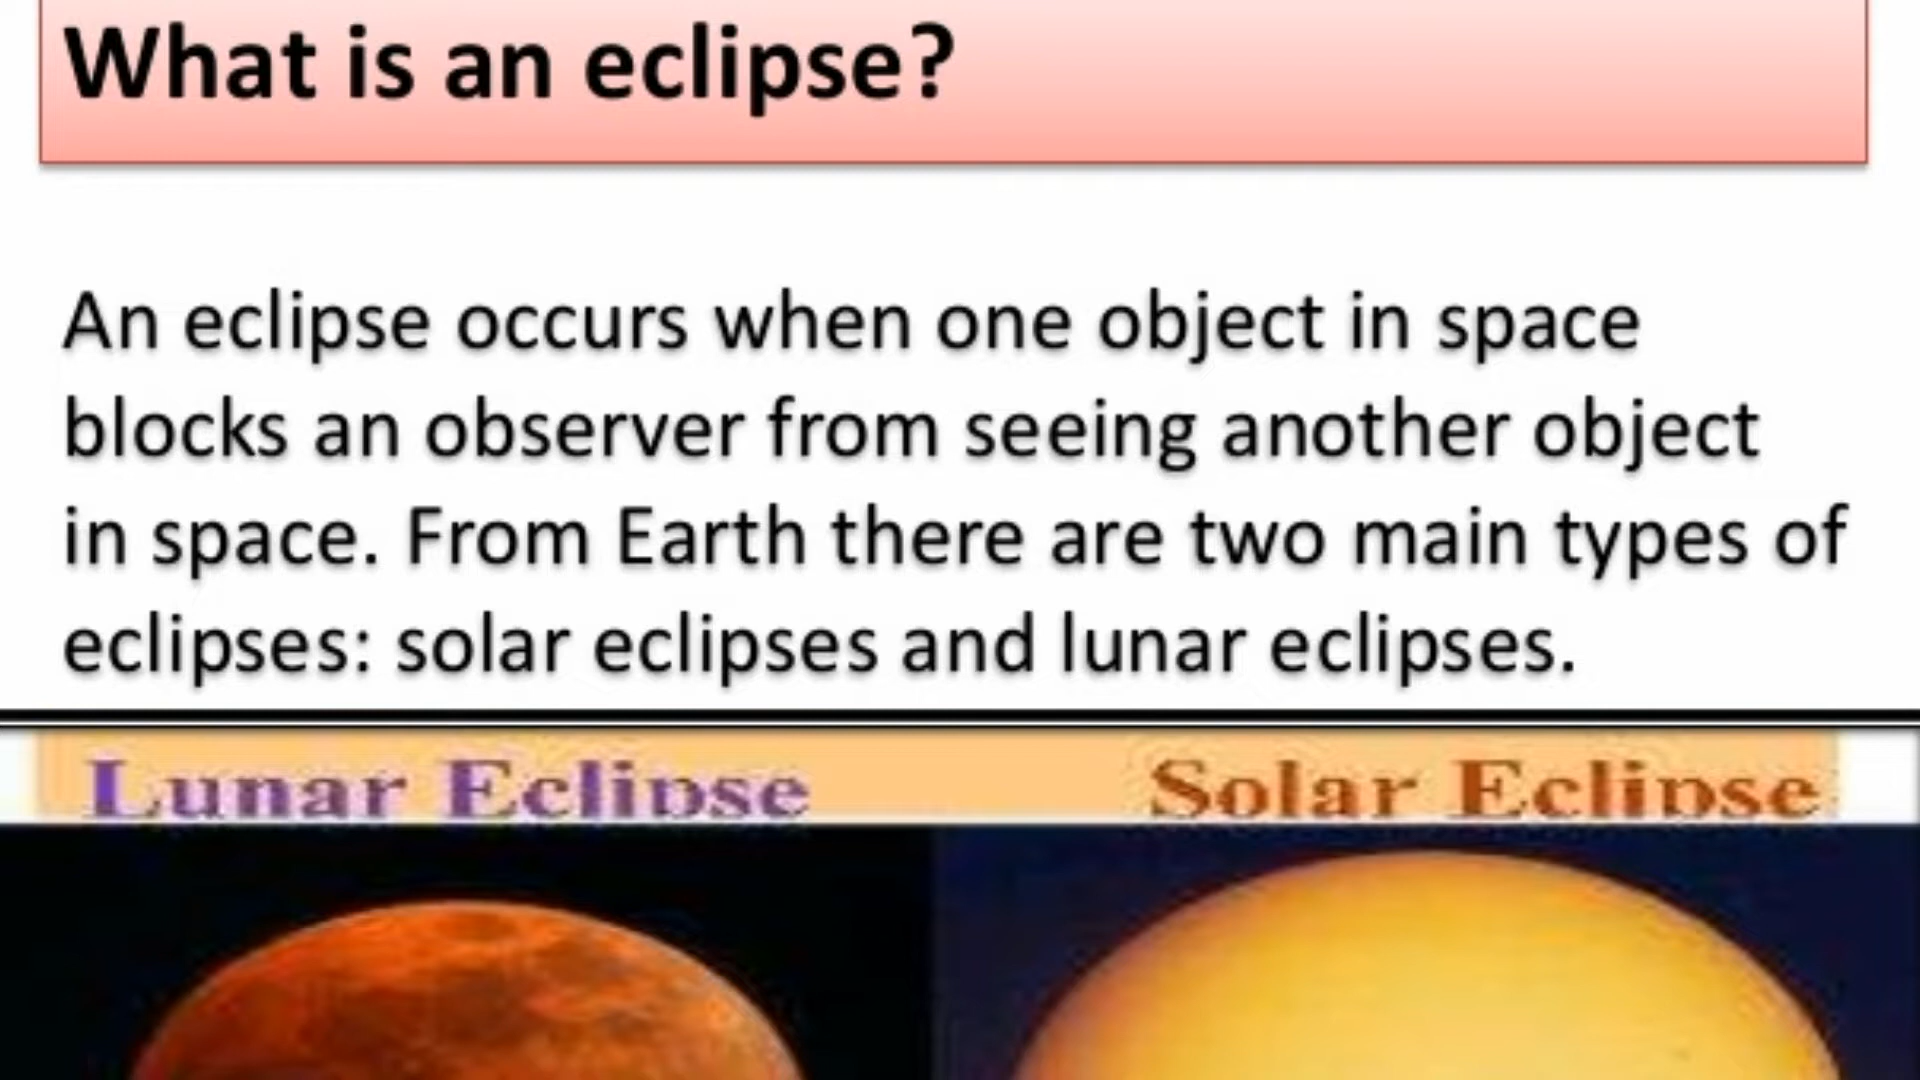 What is an eclipse?
An eclipse occurs when one object in space
blocks an observer from seeing another object
in space. From Earth there are two main types of
eclipses: solar eclipses and lunar eclipses.
Lunar Eclipse Solar Eclipse